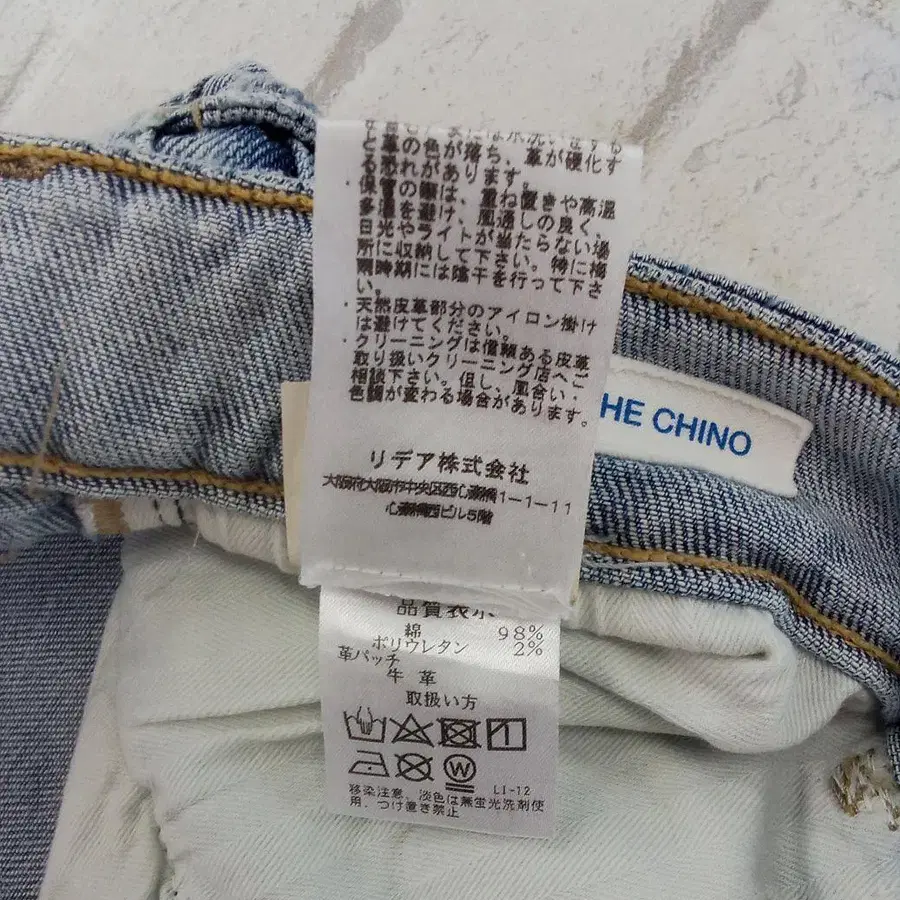 と革の色が落ち、革が硬化す
る恐れがあります。
・保管の際は、重ね置きや高温
多湿を避け、風通しの良く、
日光やライトが当たらない場
所に収納して下さい。特に梅
雨時期には陰干を行って下さ
い。
・天然皮革部分のアイロン掛け
は避けてください。
・クリーニングは信頼ある皮革
取り扱いクリーニング店へご
相談下さい。但し、風合い・
色調が変わる場合があります。
リデア株式会社
大阪府大阪市中央区西心斎橋1-1-11
心斎橋西ビル5階
HE CHINO
品質表示
綿 98%
ポリウレタン 2%
革パッチ
牛革
取扱い方
W
LI-12
移染注意、淡色は無蛍光洗剤使
用、つけ置き禁止